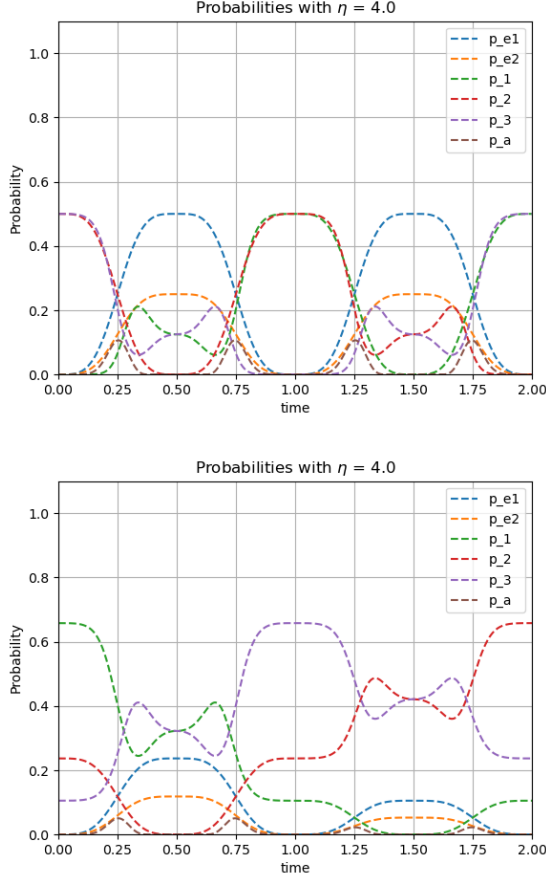 Probabilities with η = 4.0
1.0
0.8
0.6
0.4
0.2
0.0
Probability
p_e1
p_e2
p_1
p_2
p_3
p_a
0.00 0.25 0.50 0.75 1.00 1.25 1.50 1.75 2.00
time
Probabilities with η = 4.0
1.0
0.8
0.6
0.4
0.2
0.0
Probability
p_e1
p_e2
p_1
p_2
p_3
p_a
0.00 0.25 0.50 0.75 1.00 1.25 1.50 1.75 2.00
time